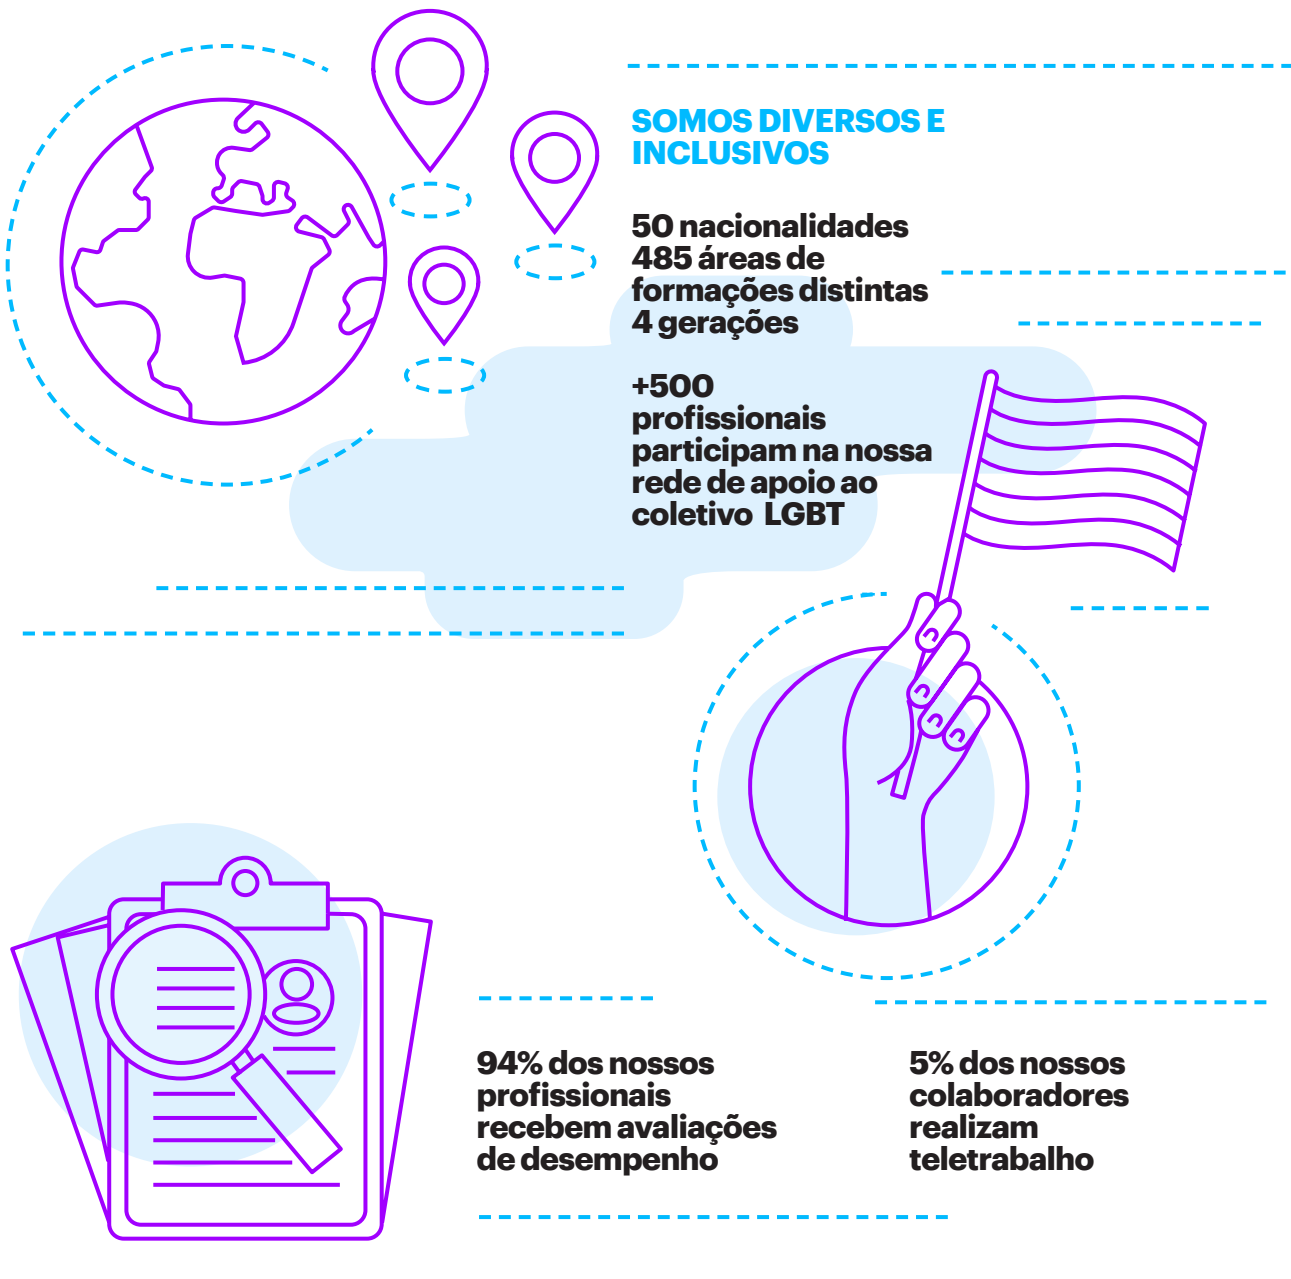 SOMOS DIVERSOS E
INCLUSIVOS
50 nacionalidades
485 áreas de
formações distintas
4 gerações
+500
profissionais
participam na nossa
rede de apoio ao
coletivo LGBT
94% dos nossos
profissionais
recebem avaliações
de desempenho
5% dos nossos
colaboradores
realizam
teletrabalho